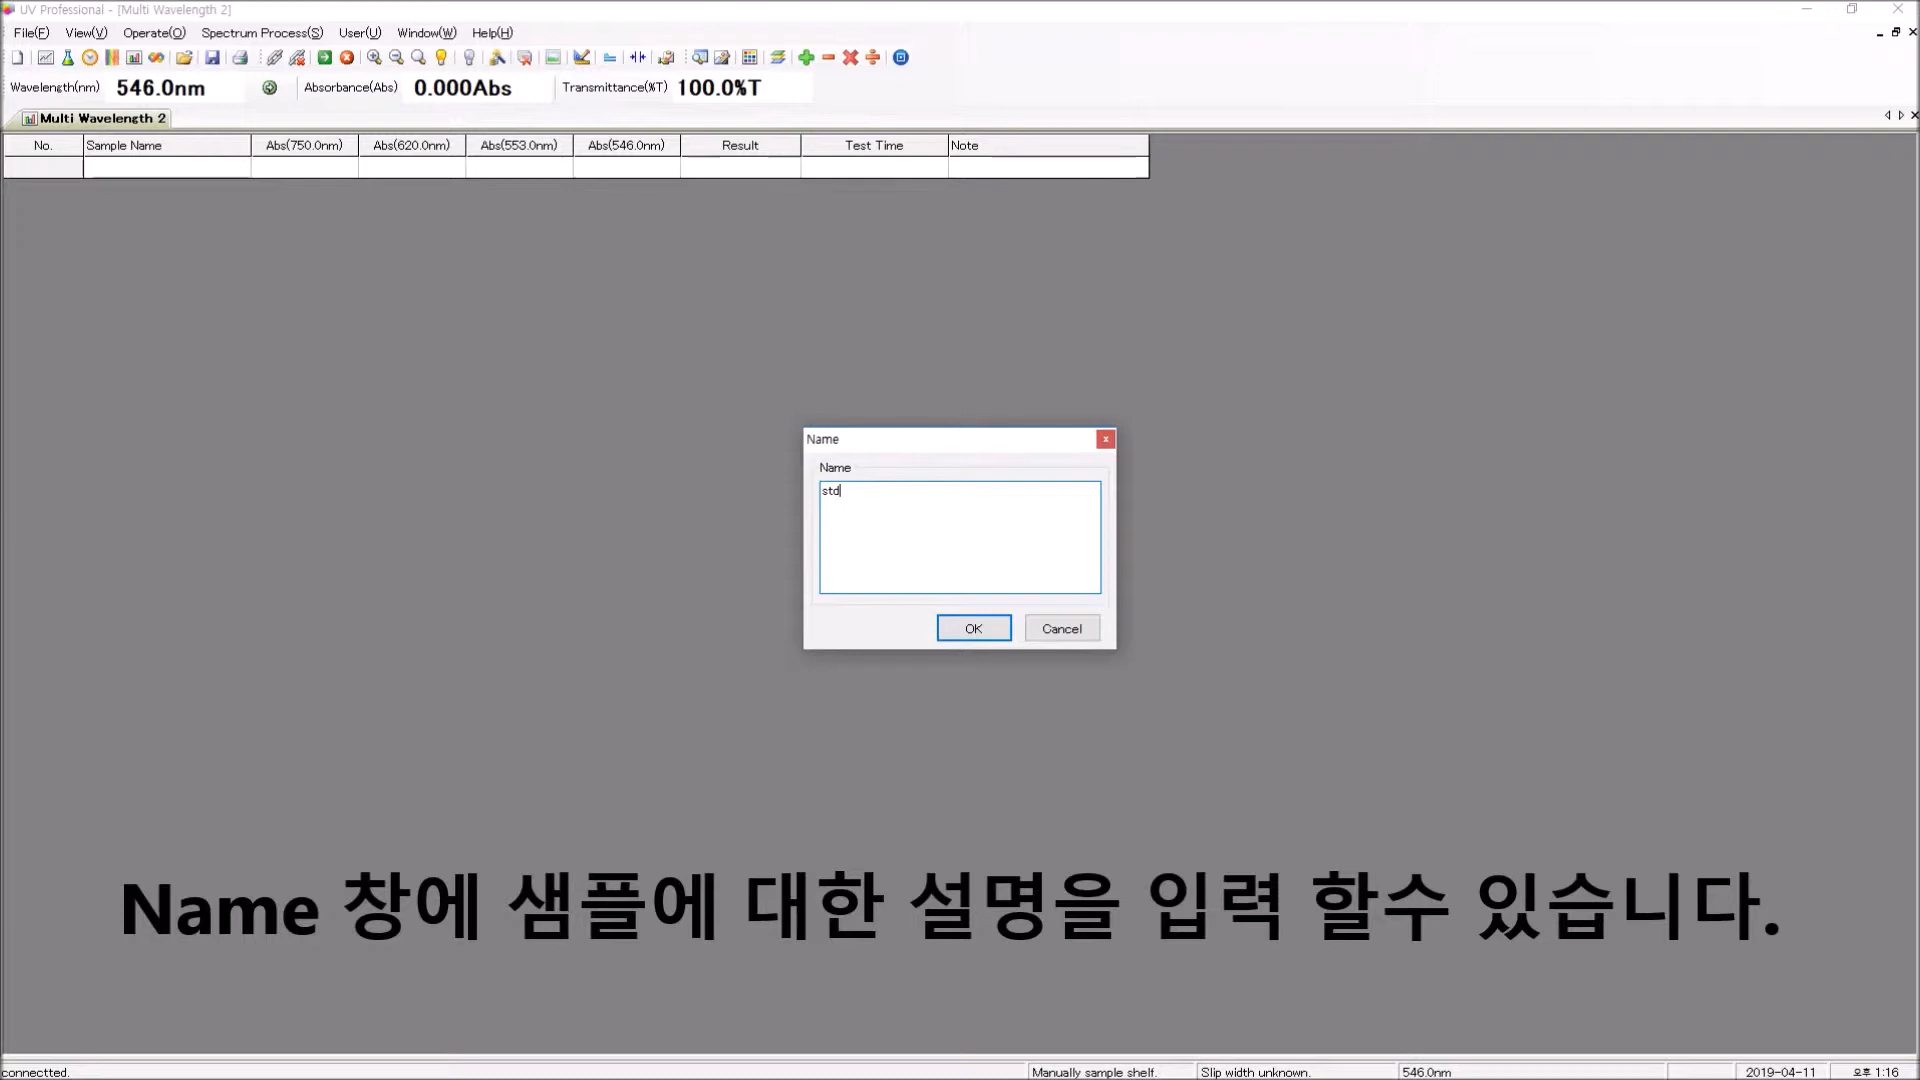 UV Professional - [Multi Wavelength 2]
File(F) View(V) Operate(O) Spectrum Process(S) User(U) Window(W) Help(H)
Wavelength(nm) 546.0nm Absorbance(Abs) 0.000Abs Transmittance(%T) 100.0%T
Multi Wavelength 2
No. Sample Name Abs(750.0nm) Abs(620.0nm) Abs(553.0nm) Abs(546.0nm) Result Test Time Note
Name
Name
std
OK Cancel
Name 창에 샘플에 대한 설명을 입력 할수 있습니다.
connectted. Manually sample shelf. Slip width unknown. 546.0nm 2019-04-11 오후 1:16